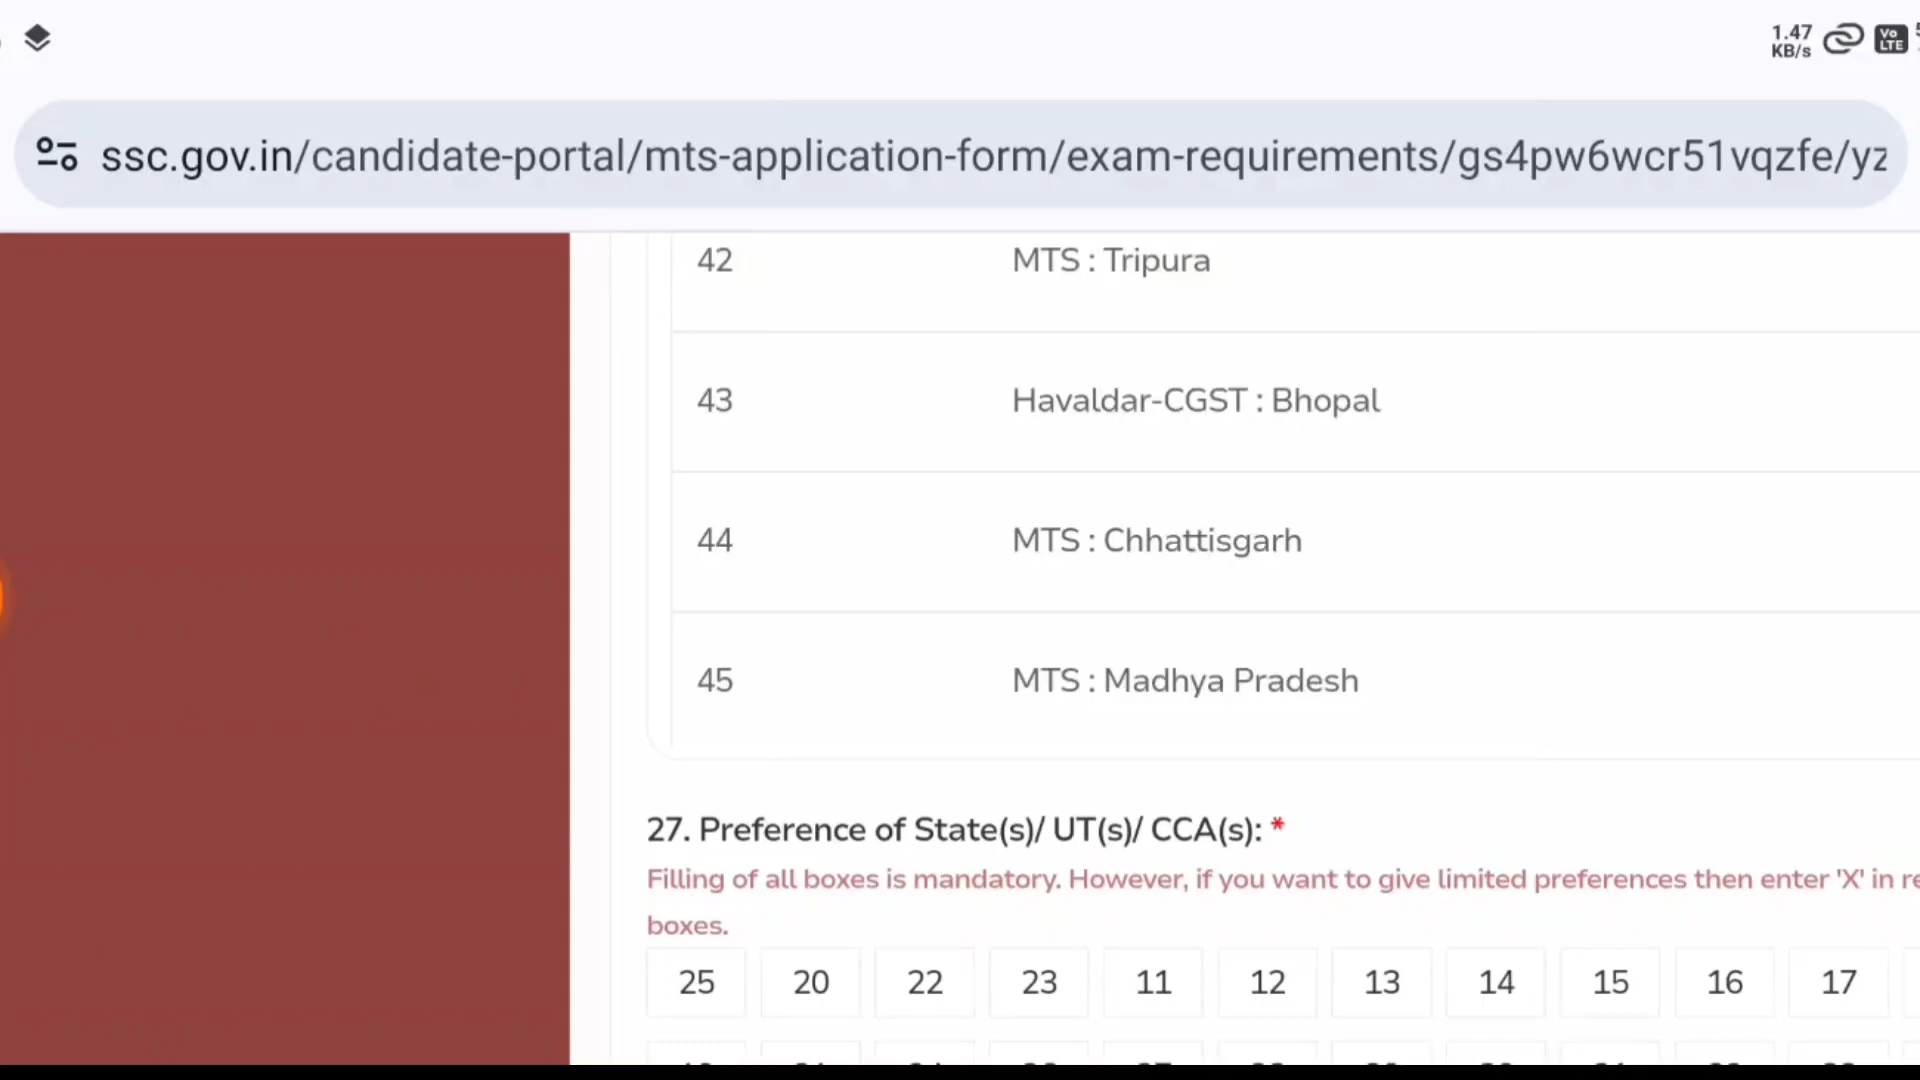 1.47
KB/s
Vo
LTE
ssc.gov.in/candidate-portal/mts-application-form/exam-requirements/gs4pw6wcr51vqzfe/yz
42 MTS : Tripura
43 Havaldar-CGST : Bhopal
44 MTS : Chhattisgarh
45 MTS : Madhya Pradesh
27. Preference of State(s)/ UT(s)/ CCA(s): *
Filling of all boxes is mandatory. However, if you want to give limited preferences then enter 'X' in
boxes.
25 20 22 23 11 12 13 14 15 16 17